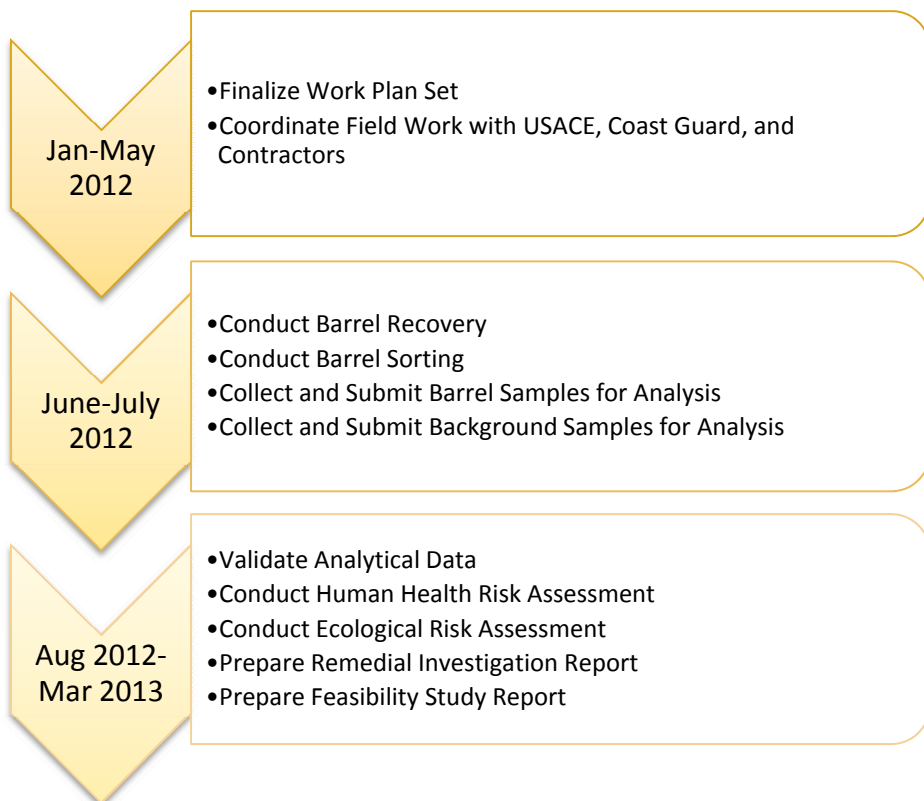 Jan-May
2012
•Finalize Work Plan Set
•Coordinate Field Work with USACE, Coast Guard, and
Contractors
June-July
2012
•Conduct Barrel Recovery
•Conduct Barrel Sorting
•Collect and Submit Barrel Samples for Analysis
•Collect and Submit Background Samples for Analysis
Aug 2012-
Mar 2013
•Validate Analytical Data
•Conduct Human Health Risk Assessment
•Conduct Ecological Risk Assessment
•Prepare Remedial Investigation Report
•Prepare Feasibility Study Report